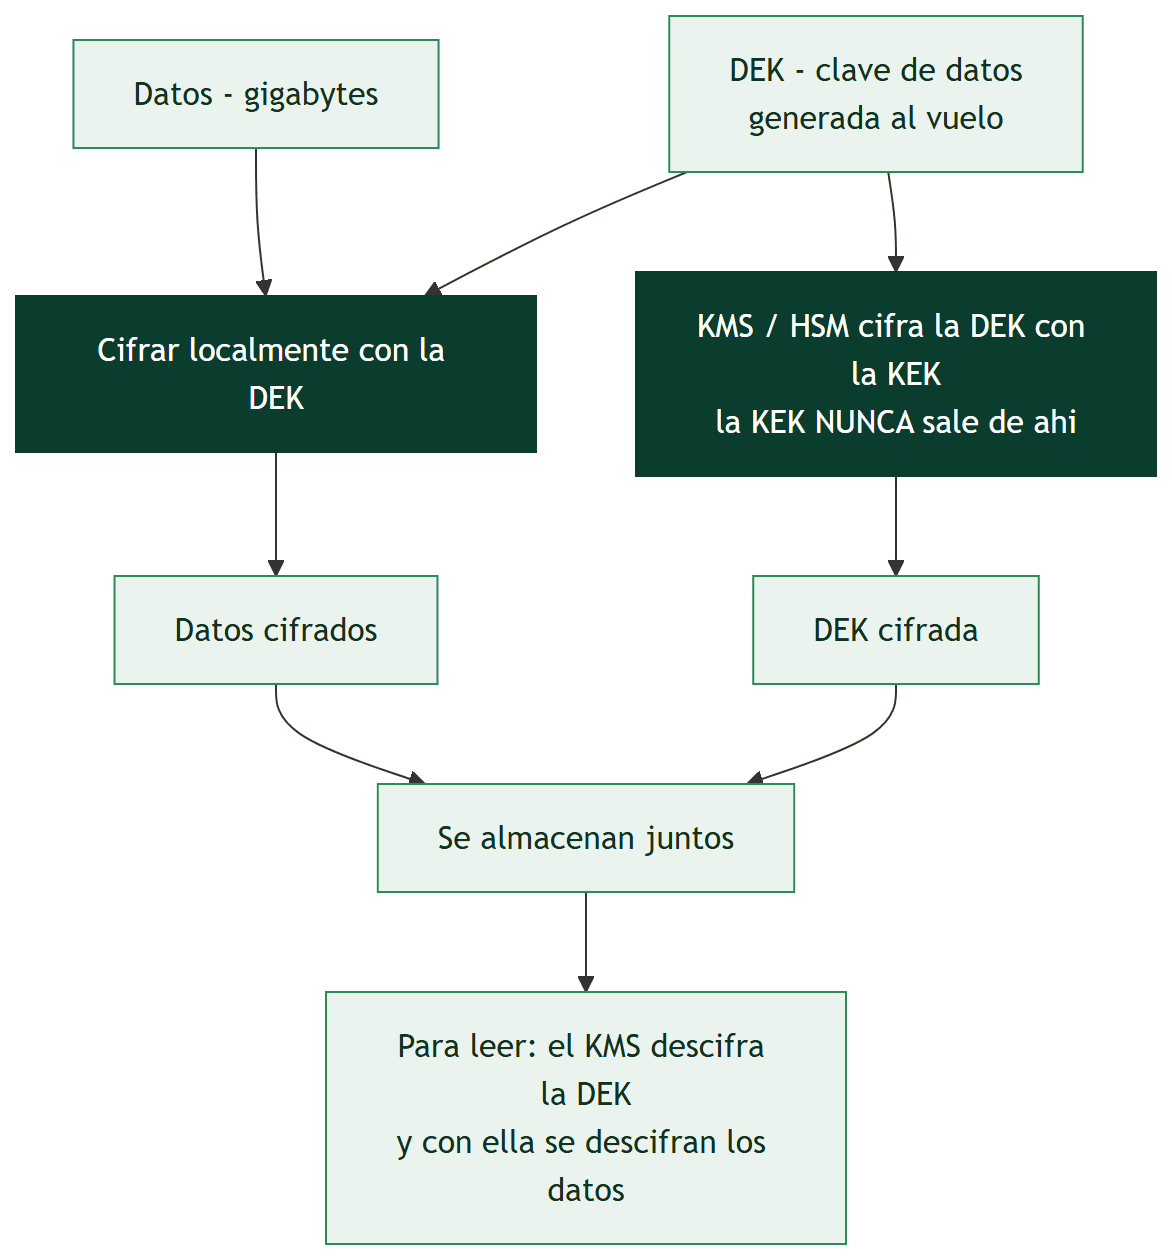 Datos - gigabytes
DEK - clave de datos
generada al vuelo
Cifrar localmente con la
DEK
KMS / HSM cifra la DEK con
la KEK
la KEK NUNCA sale de ahi
Datos cifrados
DEK cifrada
Se almacenan juntos
Para leer: el KMS descifra
la DEK
y con ella se descifran los
datos